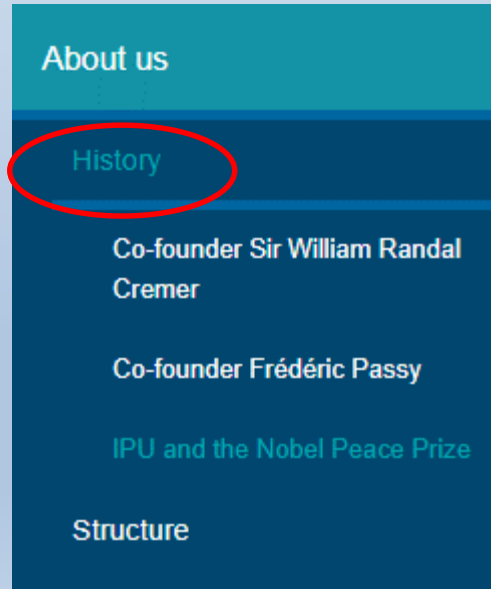 About us
History
Co-founder Sir William Randal
Cremer
Co-founder Frédéric Passy
IPU and the Nobel Peace Prize
Structure